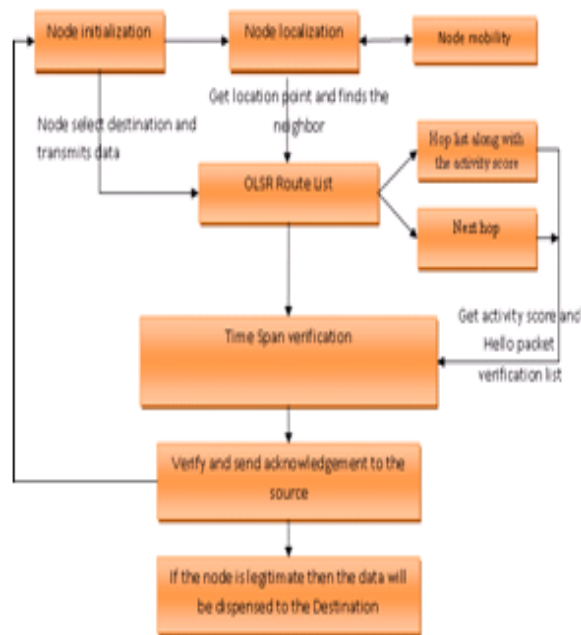 Node initialization
Node localization
Node mobility
Get location point and finds the
neighbor
Node select destination and
transmits data
Hop list along with
the activity score
OLSR Route List
Next hop
Get activity score and
Hello packet
verification list
Time Span verification
Verify and send acknowledgement to the
source
If the node is legitimate then the data will
be dispensed to the Destination